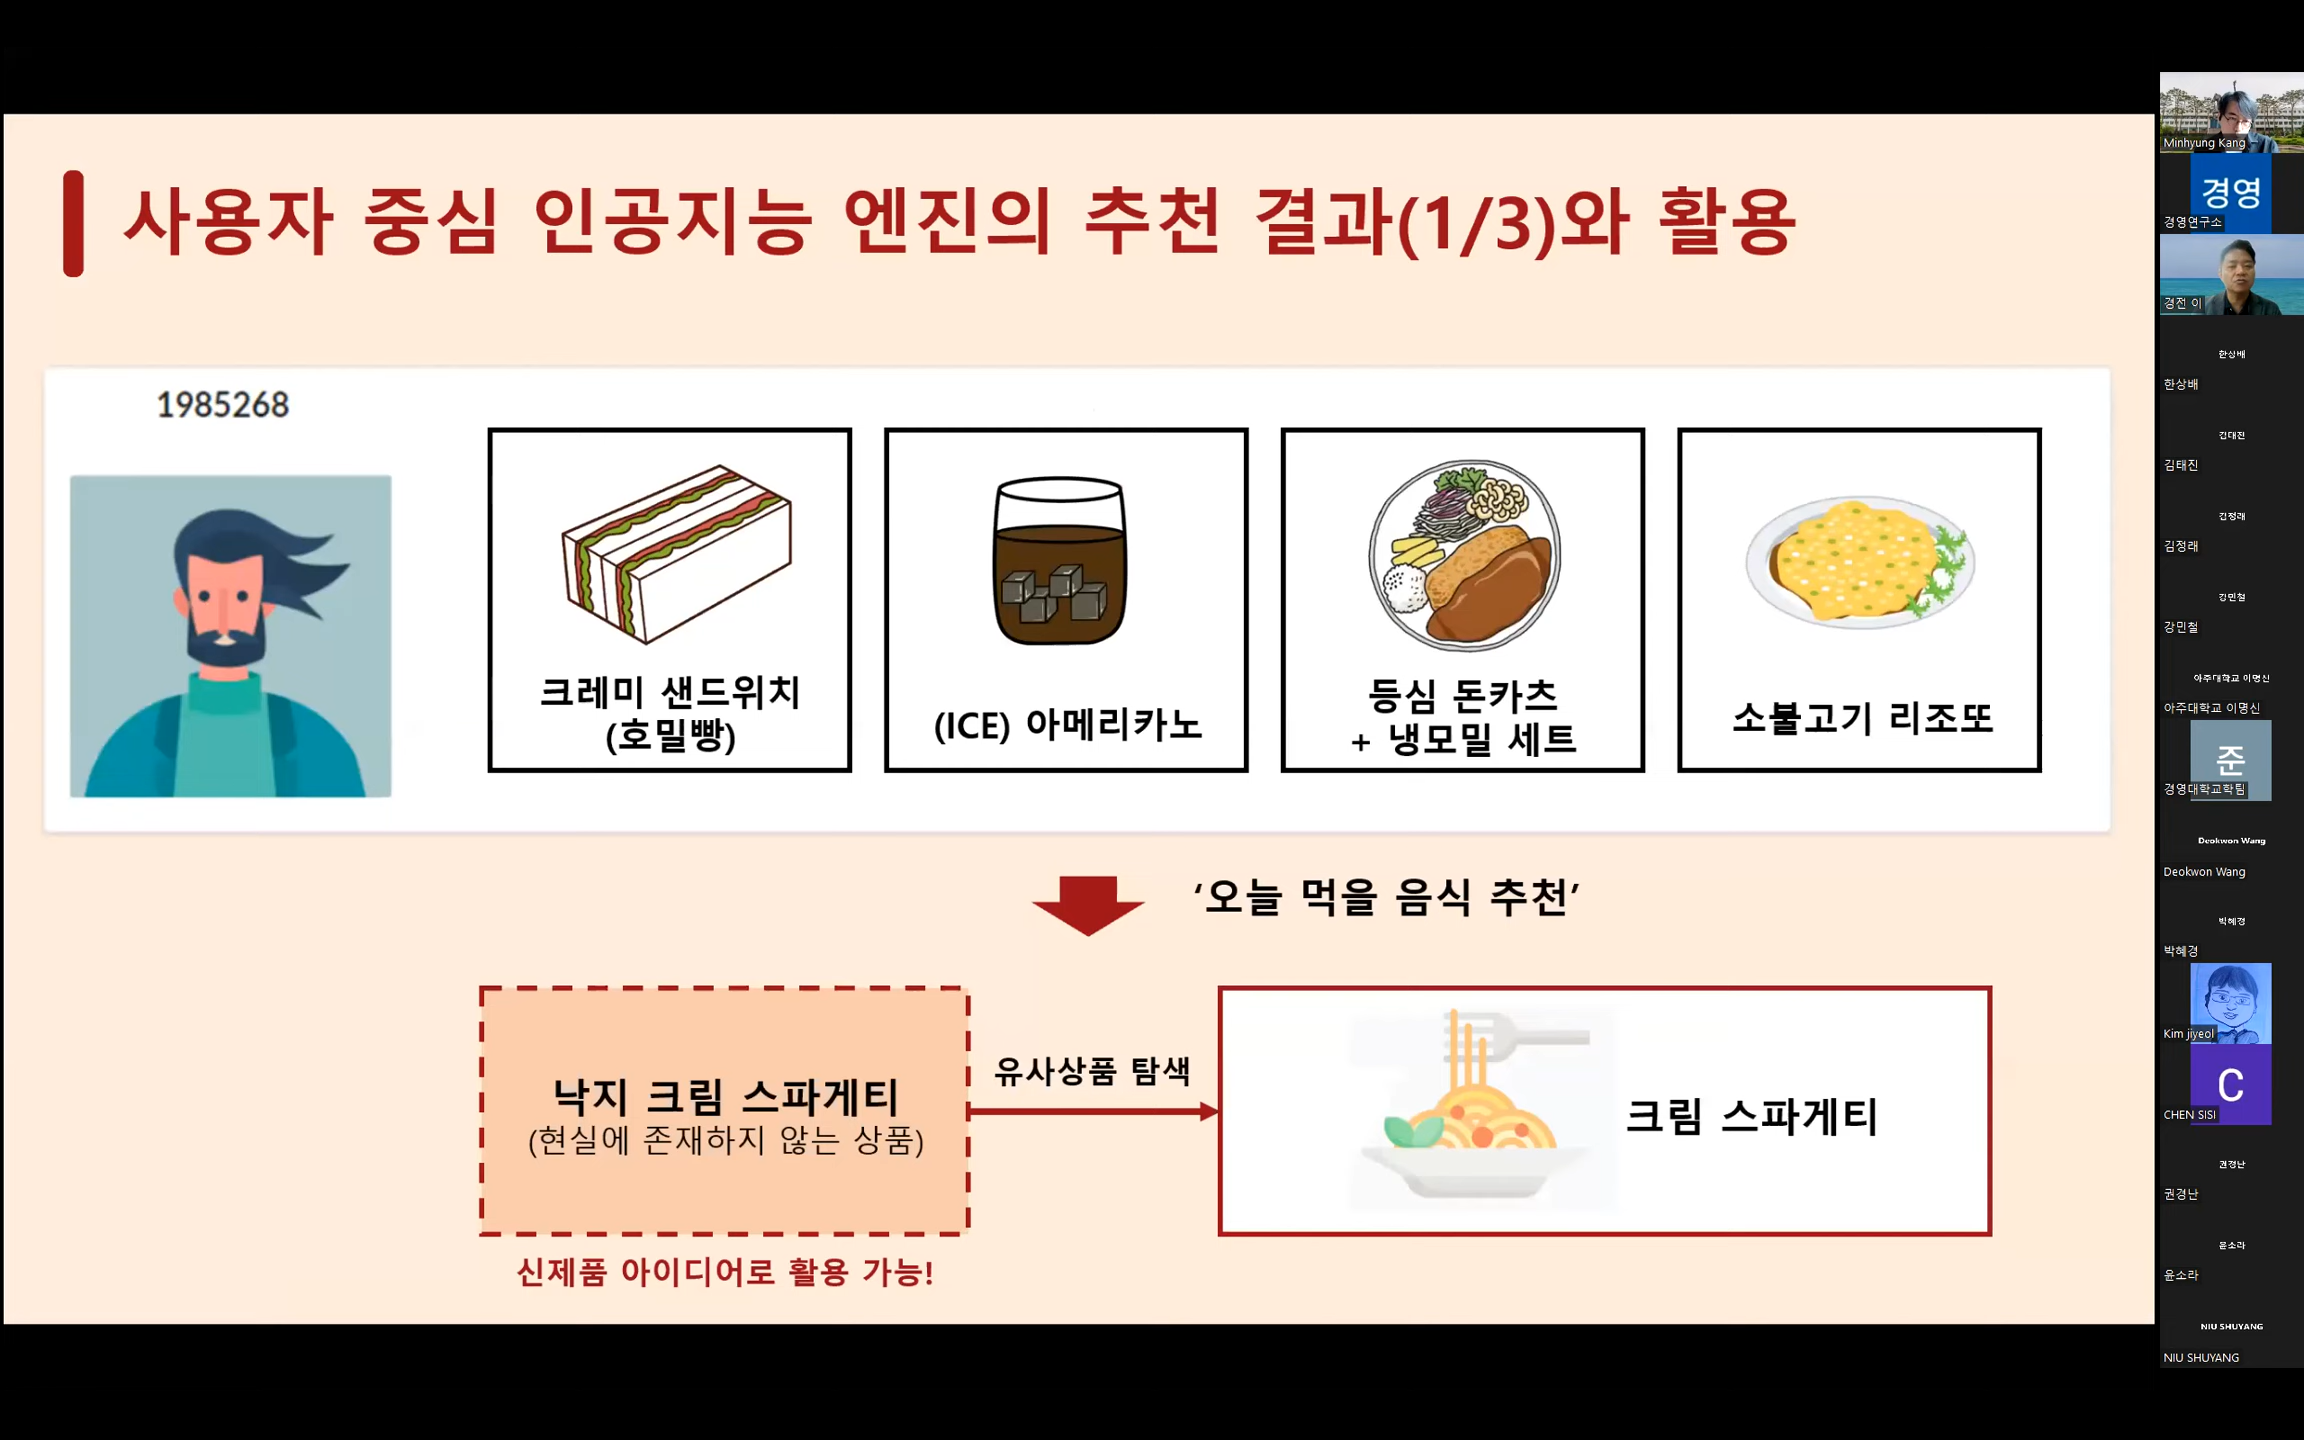 사용자 중심 인공지능 엔진의 추천 결과(1/3)와 활용
1985268
크레미 샌드위치
(호밀빵)
(ICE) 아메리카노
등심 돈카츠
+ 냉모밀 세트
소불고기 리조또
‘오늘 먹을 음식 추천’
낙지 크림 스파게티
(현실에 존재하지 않는 상품)
유사상품 탐색
크림 스파게티
신제품 아이디어로 활용 가능!
Minhyung Kang
경영
경영연구소
경전 이
한상배
한상배
김태진
김태진
김정래
김정래
강민철
강민철
아주대학교 이명신
아주대학교 이명신
준
경영대학교학팀
Deokwon Wang
Deokwon Wang
박혜경
박혜경
Kim jiyeol
C
CHEN SISI
권경난
권경난
윤소라
윤소라
NIU SHUYANG
NIU SHUYANG